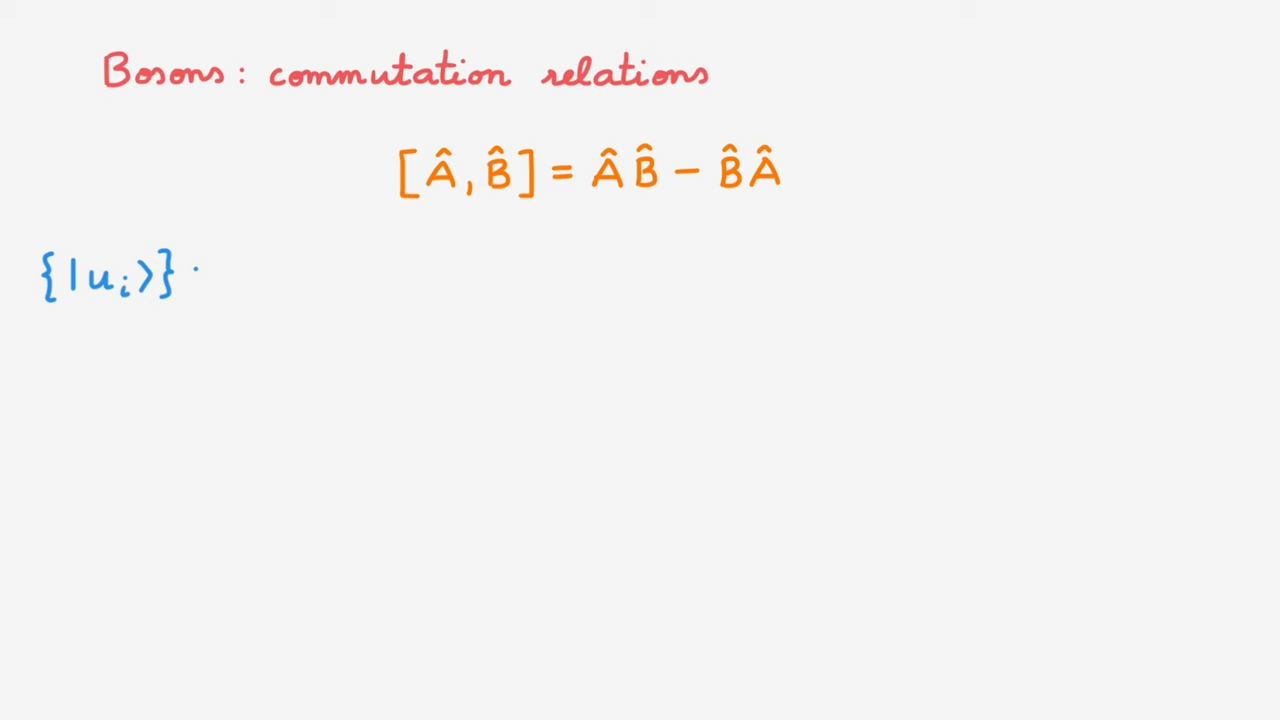 Bosons: commutation relations
[Â, B̂] = ÂB̂ − B̂Â
{|uᵢ⟩}